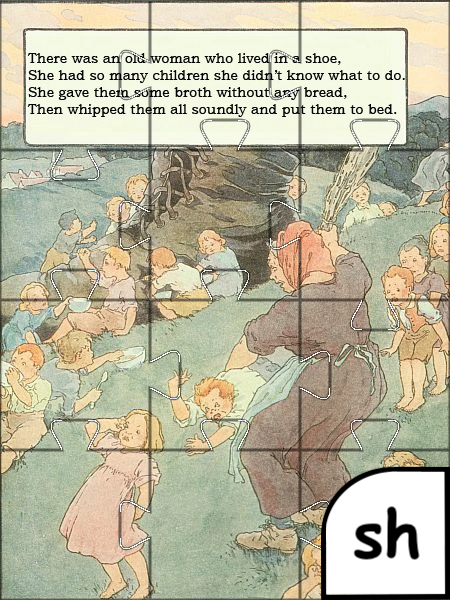 There was an old woman who lived in a shoe,
She had so many children she didn't know what to do.
She gave them some broth without any bread,
Then whipped them all soundly and put them to bed.
sh